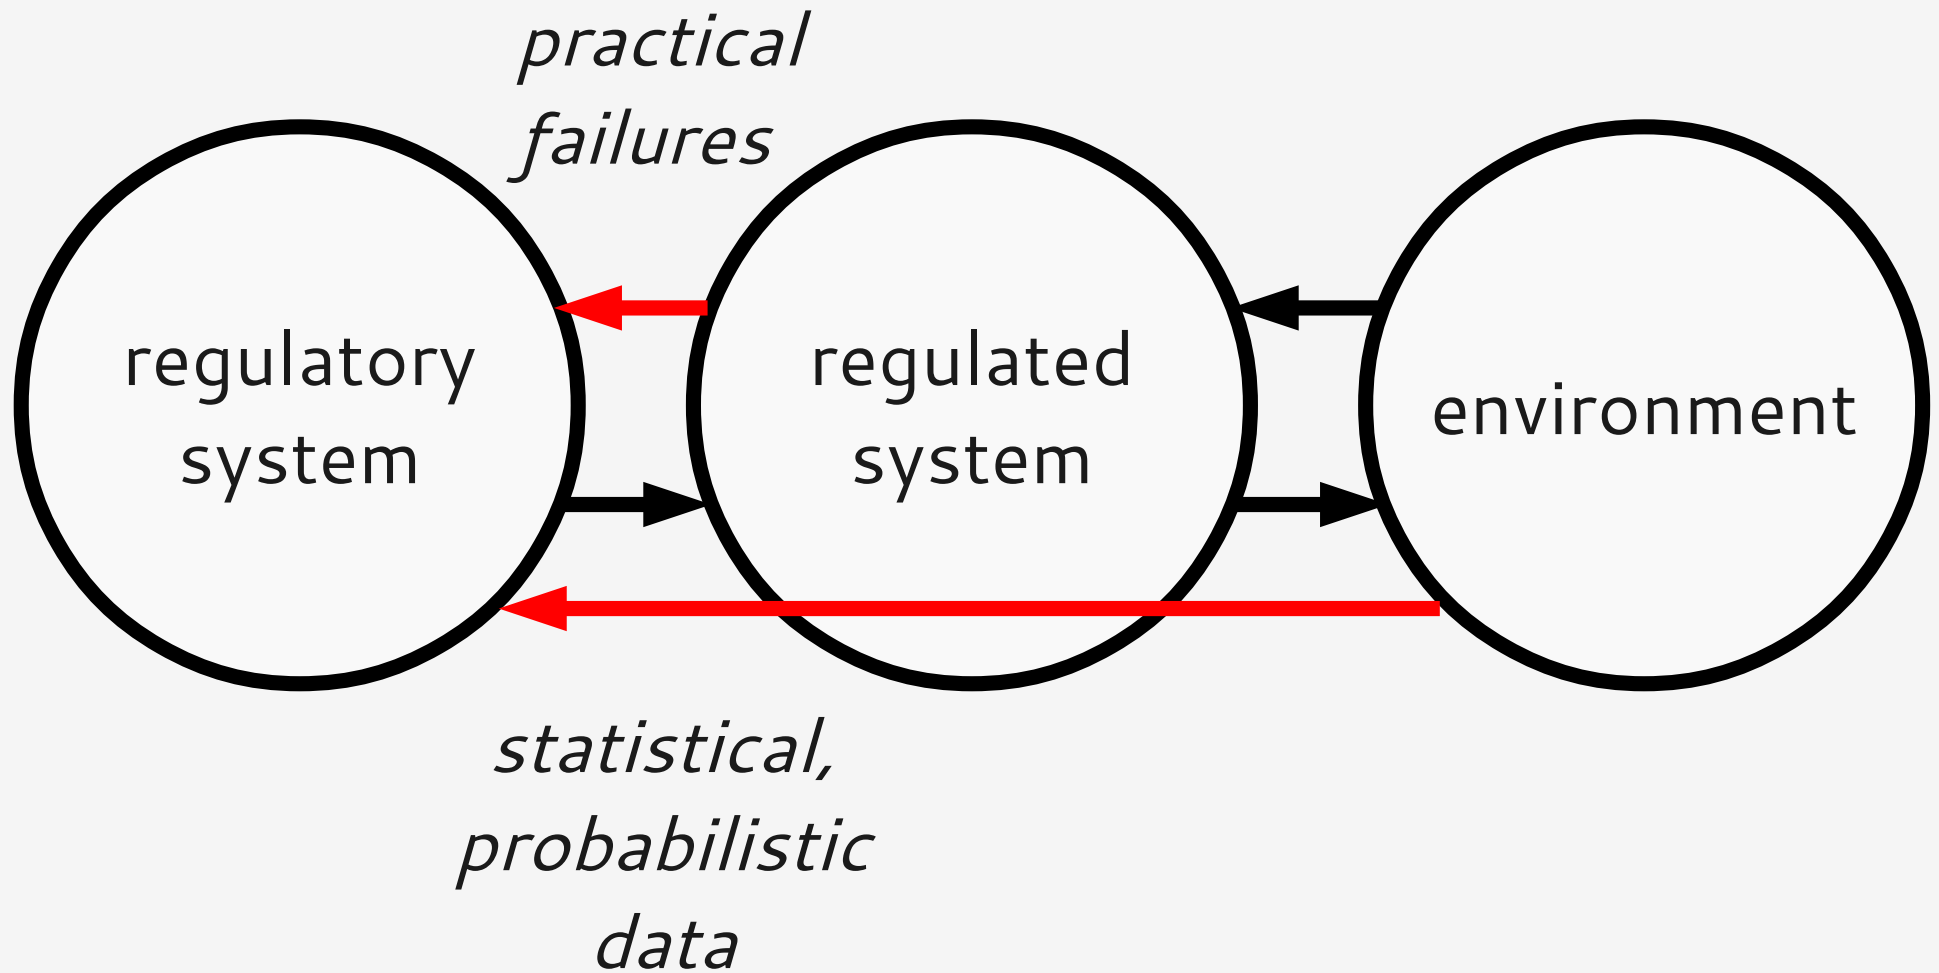 practical
failures
regulatory
system
regulated
system
environment
statistical,
probabilistic
data